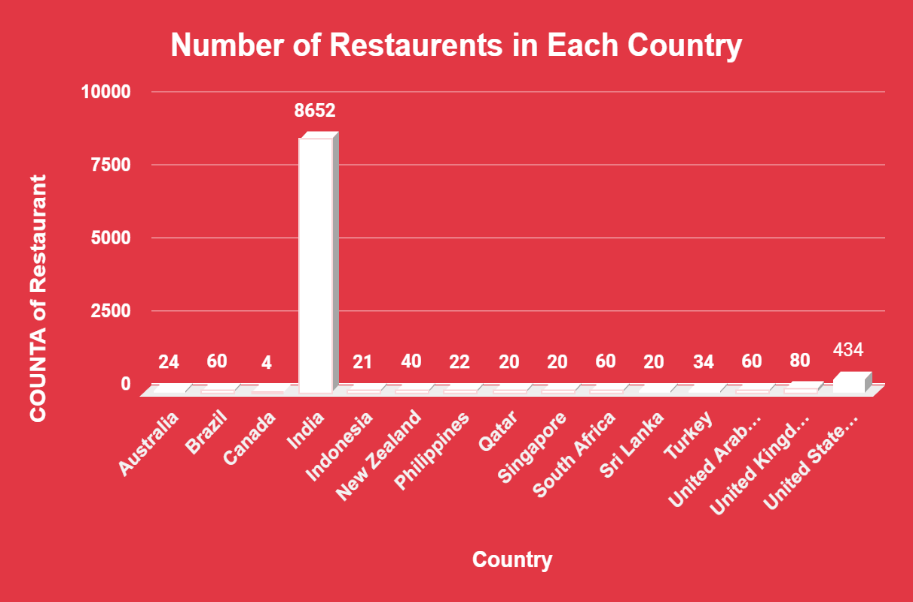 Number of Restaurents in Each Country
COUNTA of Restaurant
10000
7500
5000
2500
0
24
60
4
8652
21
40
22
20
20
60
20
34
60
80
434
Australia
Brazil
Canada
India
Indonesia
New Zealand
Philippines
Qatar
Singapore
South Africa
Sri Lanka
Turkey
United Arab…
United Kingd…
United State…
Country